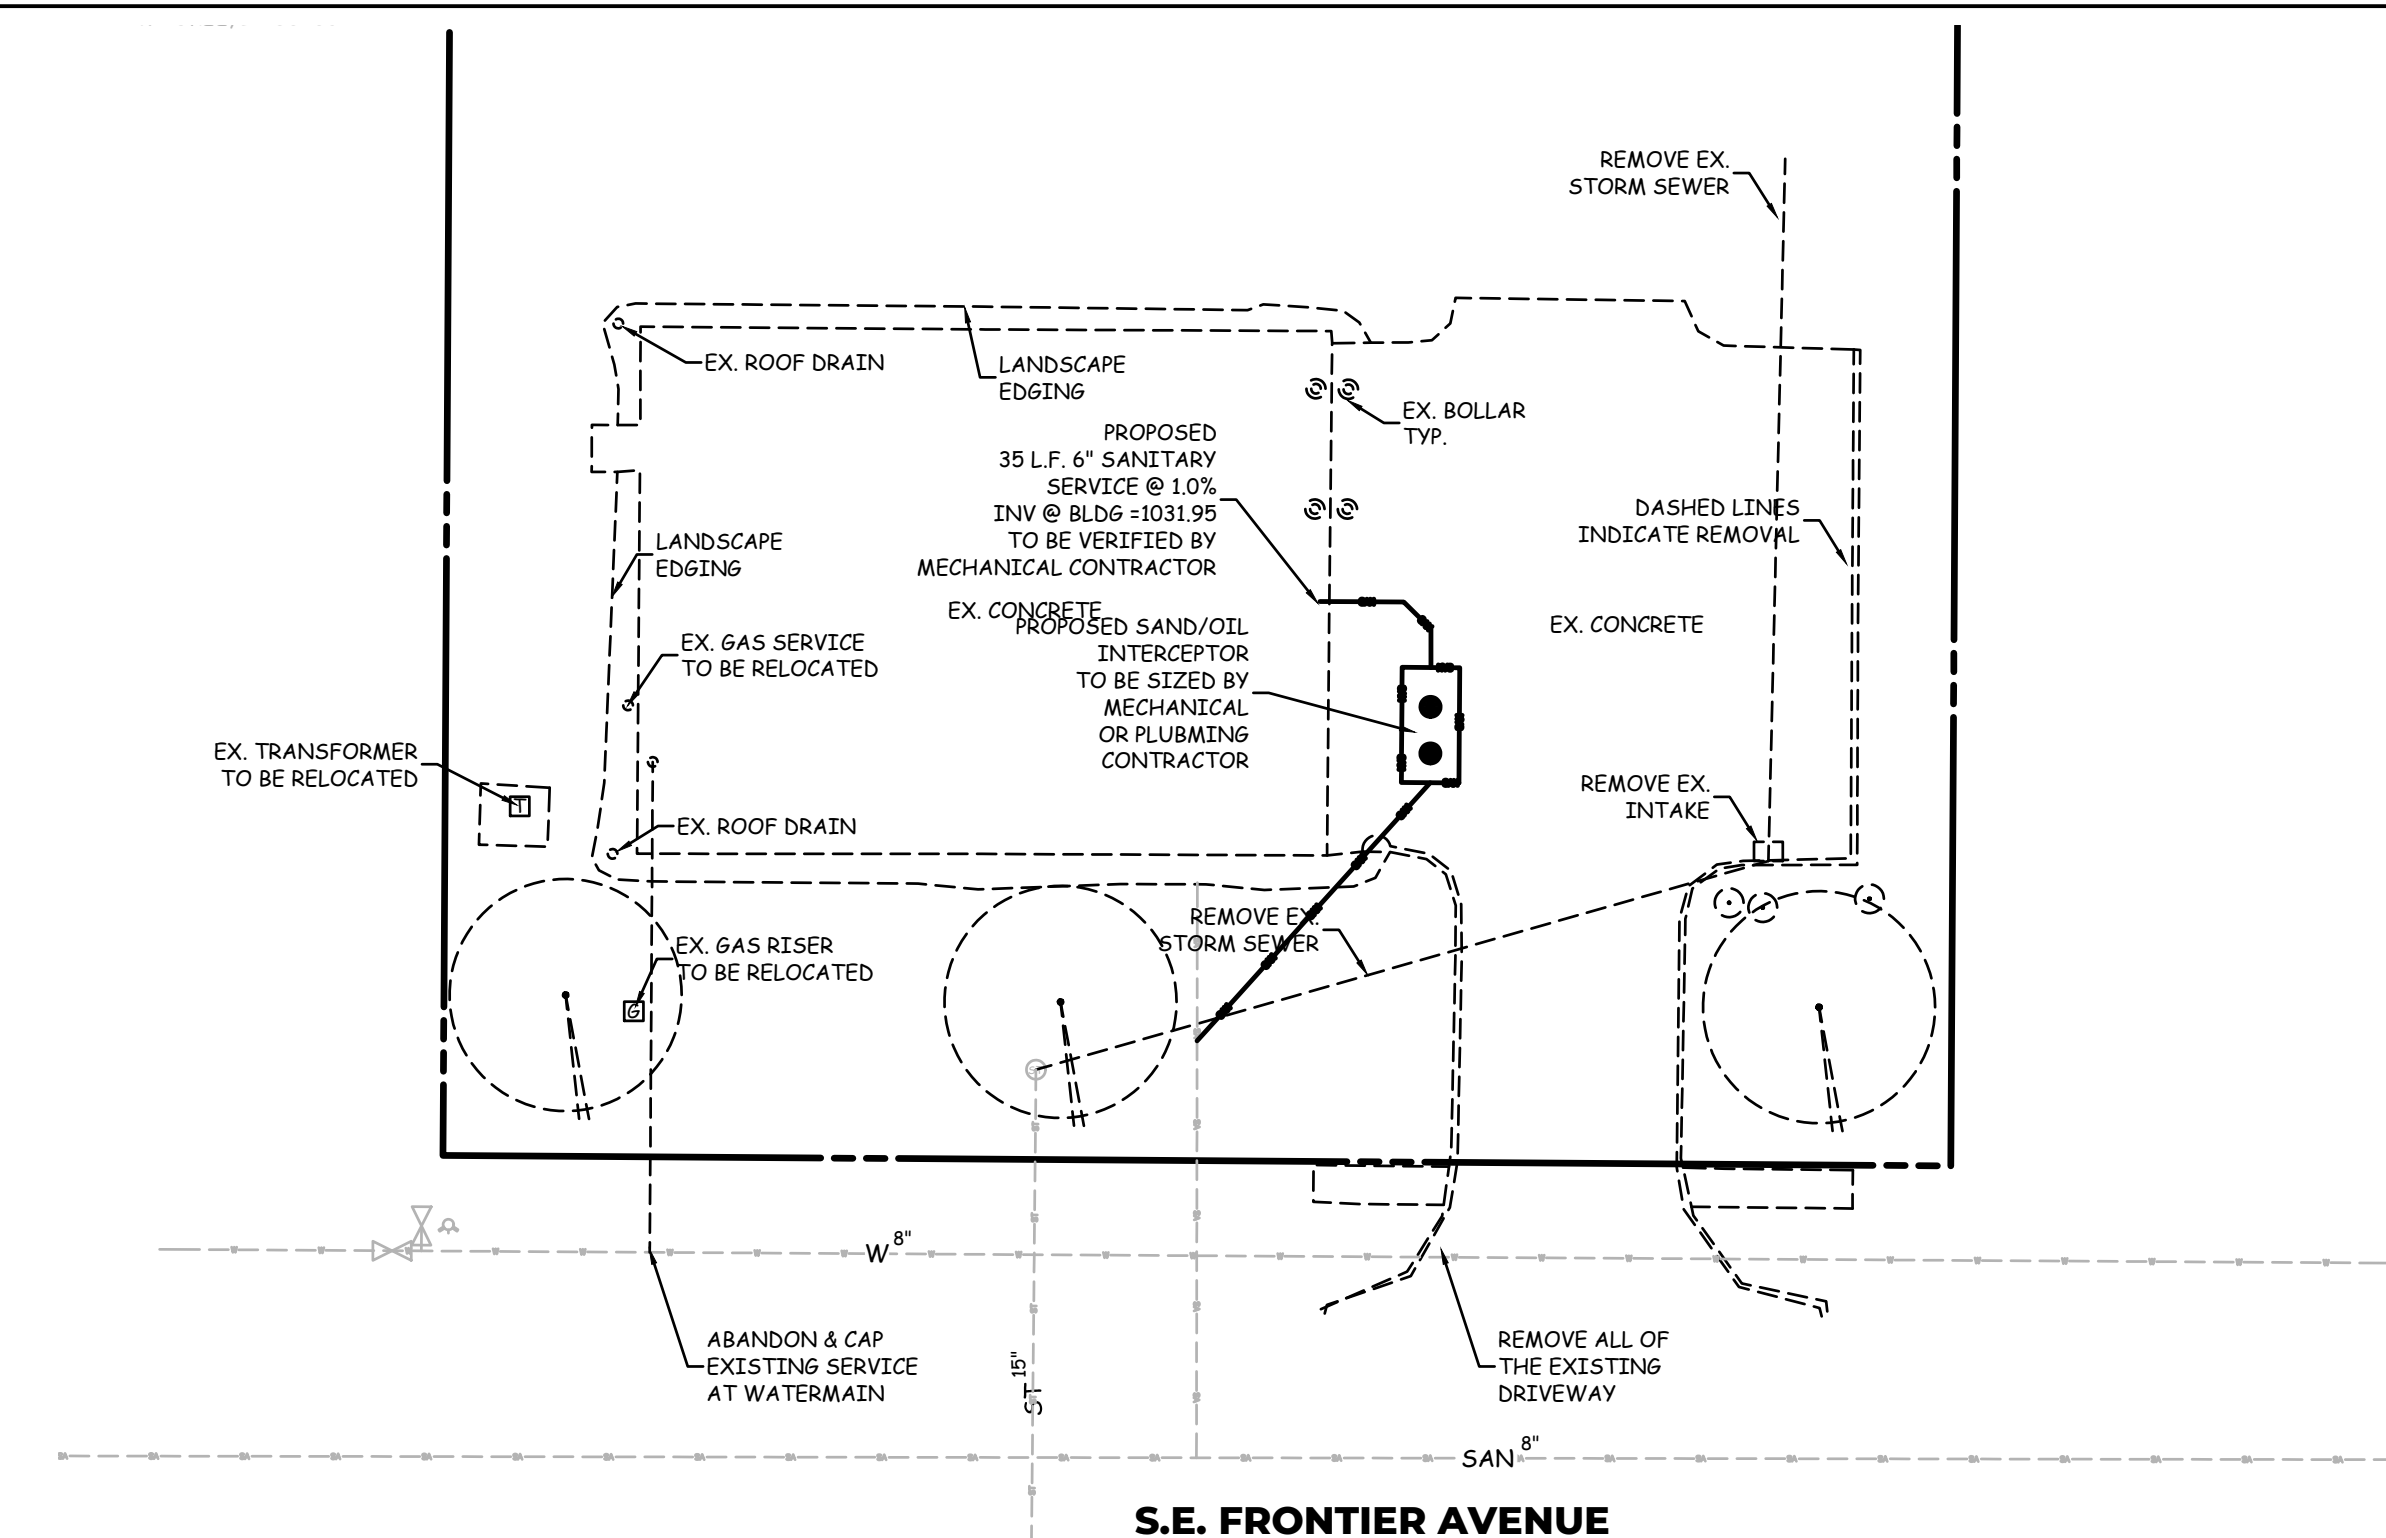 REMOVE EX.
STORM SEWER
EX. ROOF DRAIN
LANDSCAPE
EDGING
EX. BOLLAR
TYP.
PROPOSED
35 L.F. 6" SANITARY
SERVICE @ 1.0%
INV @ BLDG =1031.95
TO BE VERIFIED BY
MECHANICAL CONTRACTOR
DASHED LINES
INDICATE REMOVAL
LANDSCAPE
EDGING
EX. CONCRETE
PROPOSED SAND/OIL
INTERCEPTOR
TO BE SIZED BY
MECHANICAL
OR PLUBMING
CONTRACTOR
EX. CONCRETE
EX. GAS SERVICE
TO BE RELOCATED
EX. TRANSFORMER
TO BE RELOCATED
T
REMOVE EX.
INTAKE
EX. ROOF DRAIN
REMOVE EX.
STORM SEWER
EX. GAS RISER
TO BE RELOCATED
G
W 8"
ABANDON & CAP
EXISTING SERVICE
AT WATERMAIN
ST 15"
REMOVE ALL OF
THE EXISTING
DRIVEWAY
SAN 8"
S.E. FRONTIER AVENUE